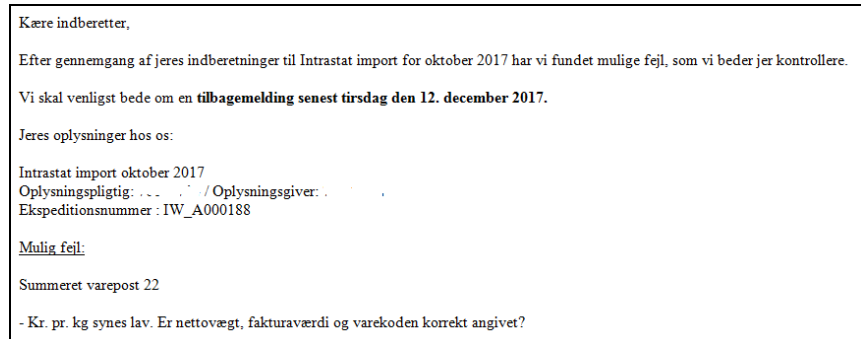 Kære indberetter,
Efter gennemgang af jeres indberetninger til Intrastat import for oktober 2017 har vi fundet mulige fejl, som vi beder jer kontrollere.
Vi skal venligst bede om en tilbagemelding senest tirsdag den 12. december 2017.
Jeres oplysninger hos os:
Intrastat import oktober 2017
Oplysningspligtig: / Oplysningsgiver:
Ekspeditionsnummer : IW_A000188
Mulig fejl:
Summeret varepost 22
- Kr. pr. kg synes lav. Er nettovægt, fakturaværdi og varekoden korrekt angivet?